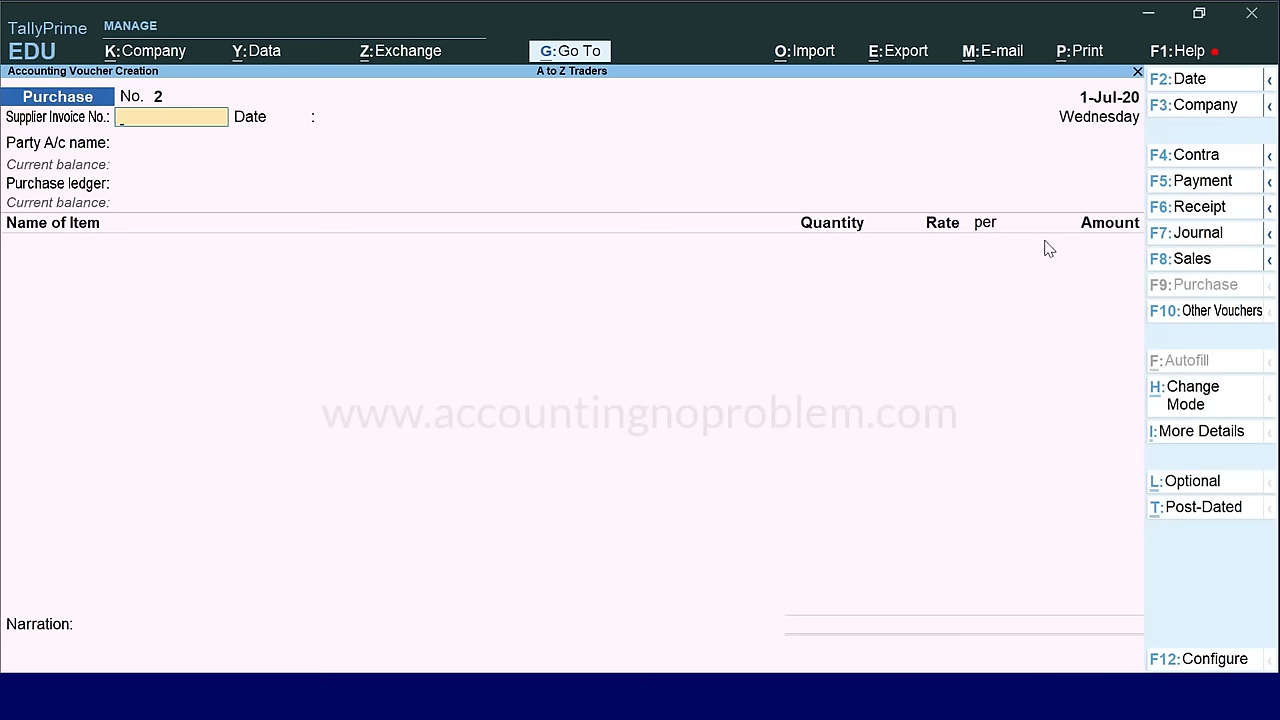 TallyPrime MANAGE
EDU K:Company Y:Data Z:Exchange G:Go To O:Import E:Export M:E-mail P:Print F1:Help
Accounting Voucher Creation A to Z Traders
Purchase No. 2 1-Jul-20
Supplier Invoice No.: Date : Wednesday
Party A/c name:
Current balance:
Purchase ledger:
Current balance:
Name of Item Quantity Rate per Amount
www.accountingnoproblem.com
Narration:
F2:Date
F3:Company
F4:Contra
F5:Payment
F6:Receipt
F7:Journal
F8:Sales
F9:Purchase
F10:Other Vouchers
F:Autofill
H:Change
Mode
I:More Details
L:Optional
T:Post-Dated
F12:Configure